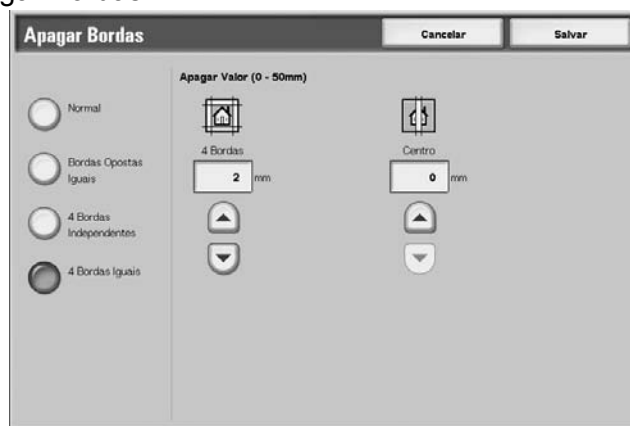 Apagar Bordas
Cancelar
Salvar
Apagar Valor (0 - 50mm)
Normal
Bordas Opostas
Iguais
4 Bordas
Independentes
4 Bordas Iguais
4 Bordas
2 mm
Centro
0 mm